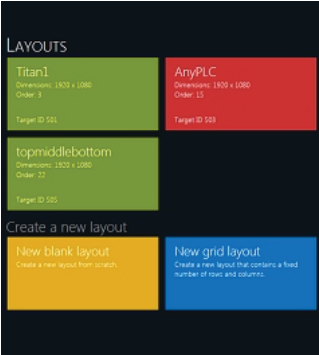 LAYOUTS
Titan1
Dimensions: 1920 x 1080
Order: 3
Target ID 501
AnyPLC
Dimensions: 1920 x 1080
Order: 15
Target ID 503
topmiddlebottom
Dimensions: 1920 x 1080
Order: 22
Target ID 505
Create a new layout
New blank layout
Create a new layout from scratch.
New grid layout
Create a new layout that contains a fixed
number of rows and columns.